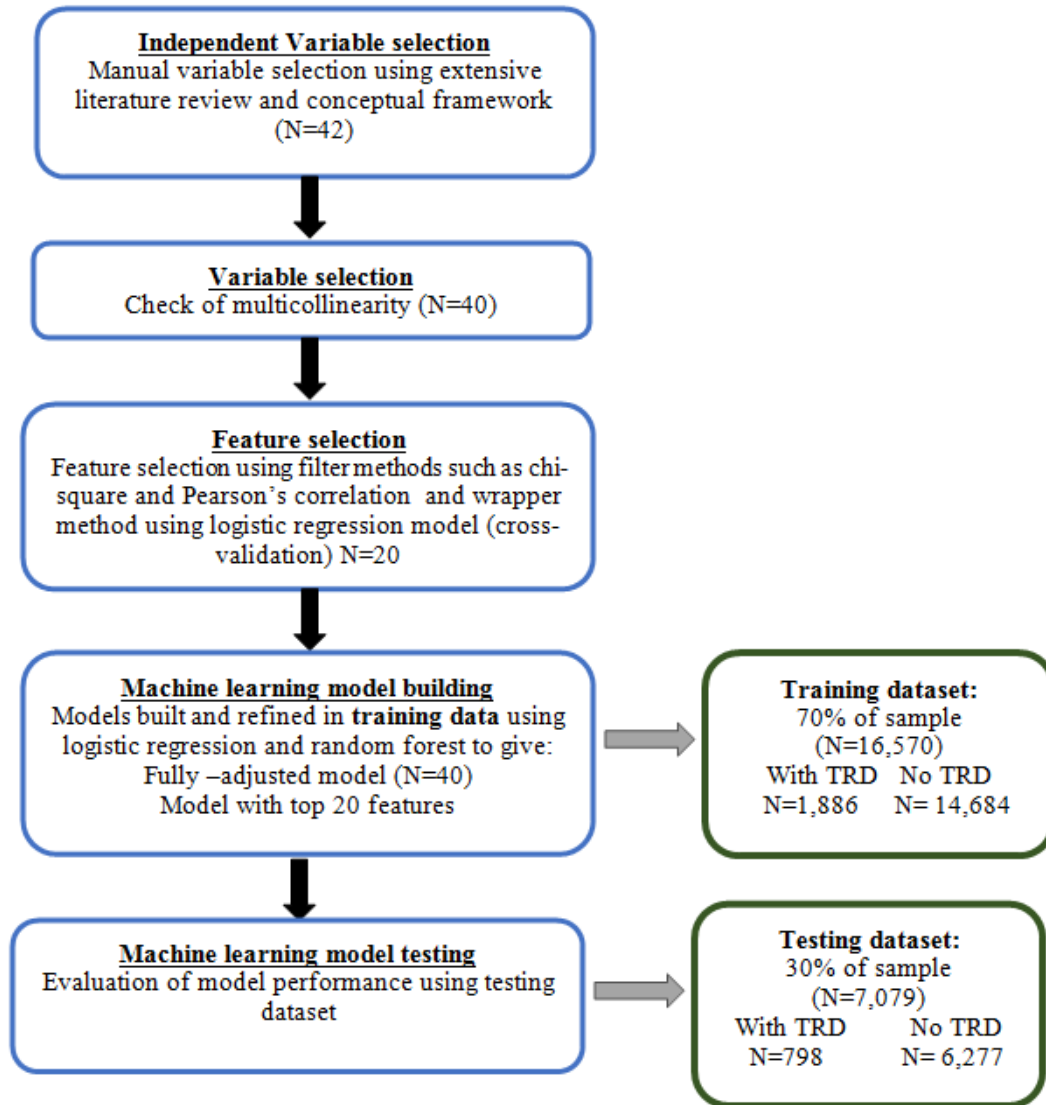 Independent Variable selection
Manual variable selection using extensive
literature review and conceptual framework
(N=42)
Variable selection
Check of multicollinearity (N=40)
Feature selection
Feature selection using filter methods such as chi-
square and Pearson's correlation and wrapper
method using logistic regression model (cross-
validation) N=20
Machine learning model building
Models built and refined in training data using
logistic regression and random forest to give:
Fully –adjusted model (N=40)
Model with top 20 features
Training dataset:
70% of sample
(N=16,570)
With TRD No TRD
N=1,886 N= 14,684
Machine learning model testing
Evaluation of model performance using testing
dataset
Testing dataset:
30% of sample
(N=7,079)
With TRD No TRD
N=798 N= 6,277